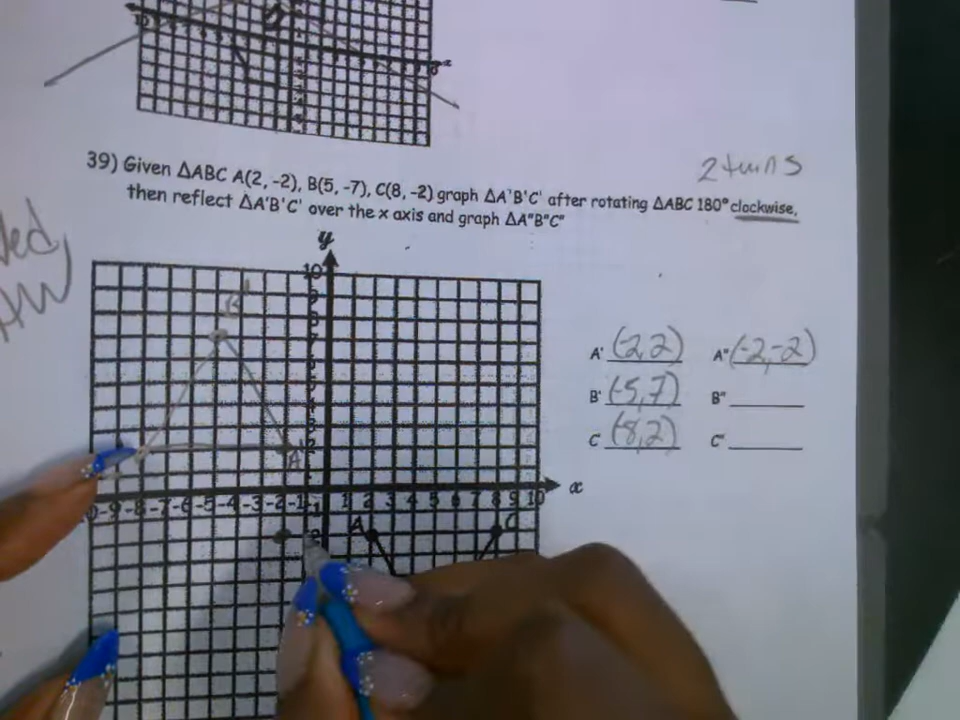 2 turns
39) Given ΔABC A(2, -2), B(5, -7), C(8, -2) graph ΔA'B'C' after rotating ΔABC 180° clockwise,
then reflect ΔA'B'C' over the x axis and graph ΔA"B"C"
y
10
B'
A' (-2,2) A" (-2,-2)
B' (-5,7) B"
C' (-8,2) C"
A'
-9 -8 -7 -6 -5 -4 -3 -2 -1 1 2 3 4 5 6 7 8 9 10 x
A C